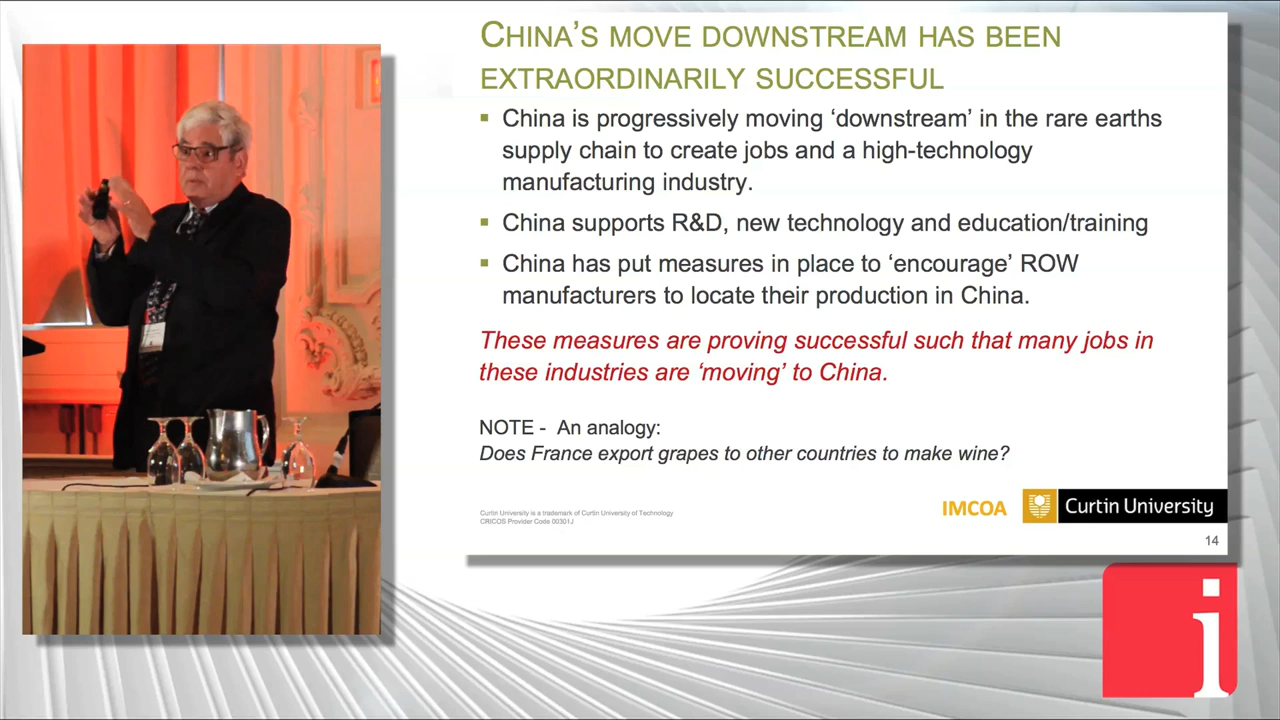 CHINA'S MOVE DOWNSTREAM HAS BEEN
EXTRAORDINARILY SUCCESSFUL
▪ China is progressively moving ‘downstream’ in the rare earths
supply chain to create jobs and a high-technology
manufacturing industry.
▪ China supports R&D, new technology and education/training
▪ China has put measures in place to ‘encourage’ ROW
manufacturers to locate their production in China.
These measures are proving successful such that many jobs in
these industries are ‘moving’ to China.
NOTE - An analogy:
Does France export grapes to other countries to make wine?
Curtin University is a trademark of Curtin University of Technology
CRICOS Provider Code 00301J
IMCOA
Curtin University
14
i